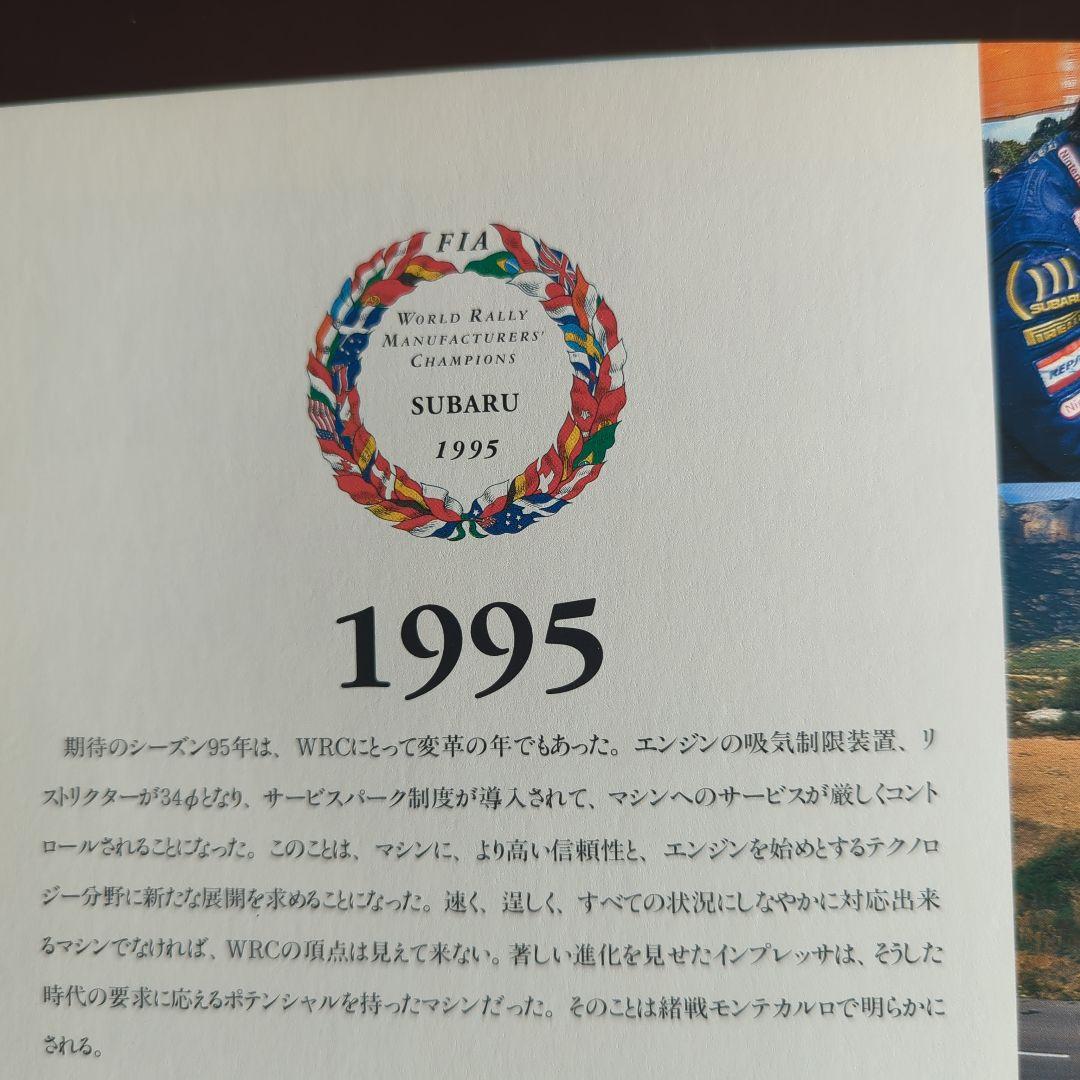 FIA
WORLD RALLY
MANUFACTURERS'
CHAMPIONS
SUBARU
1995
1995
期待のシーズン95年は、WRCにとって変革の年でもあった。エンジンの吸気制限装置、リ
ストリクターが34φとなり、サービスパーク制度が導入されて、マシンへのサービスが厳しくコント
ロールされることになった。このことは、マシンに、より高い信頼性と、エンジンを始めとするテクノロ
ジー分野に新たな展開を求めることになった。速く、逞しく、すべての状況にしなやかに対応出来
るマシンでなければ、WRCの頂点は見えて来ない。著しい進化を見せたインプレッサは、そうした
時代の要求に応えるポテンシャルを持ったマシンだった。そのことは緒戦モンテカルロで明らかに
される。
SUBARU
PIRELLI